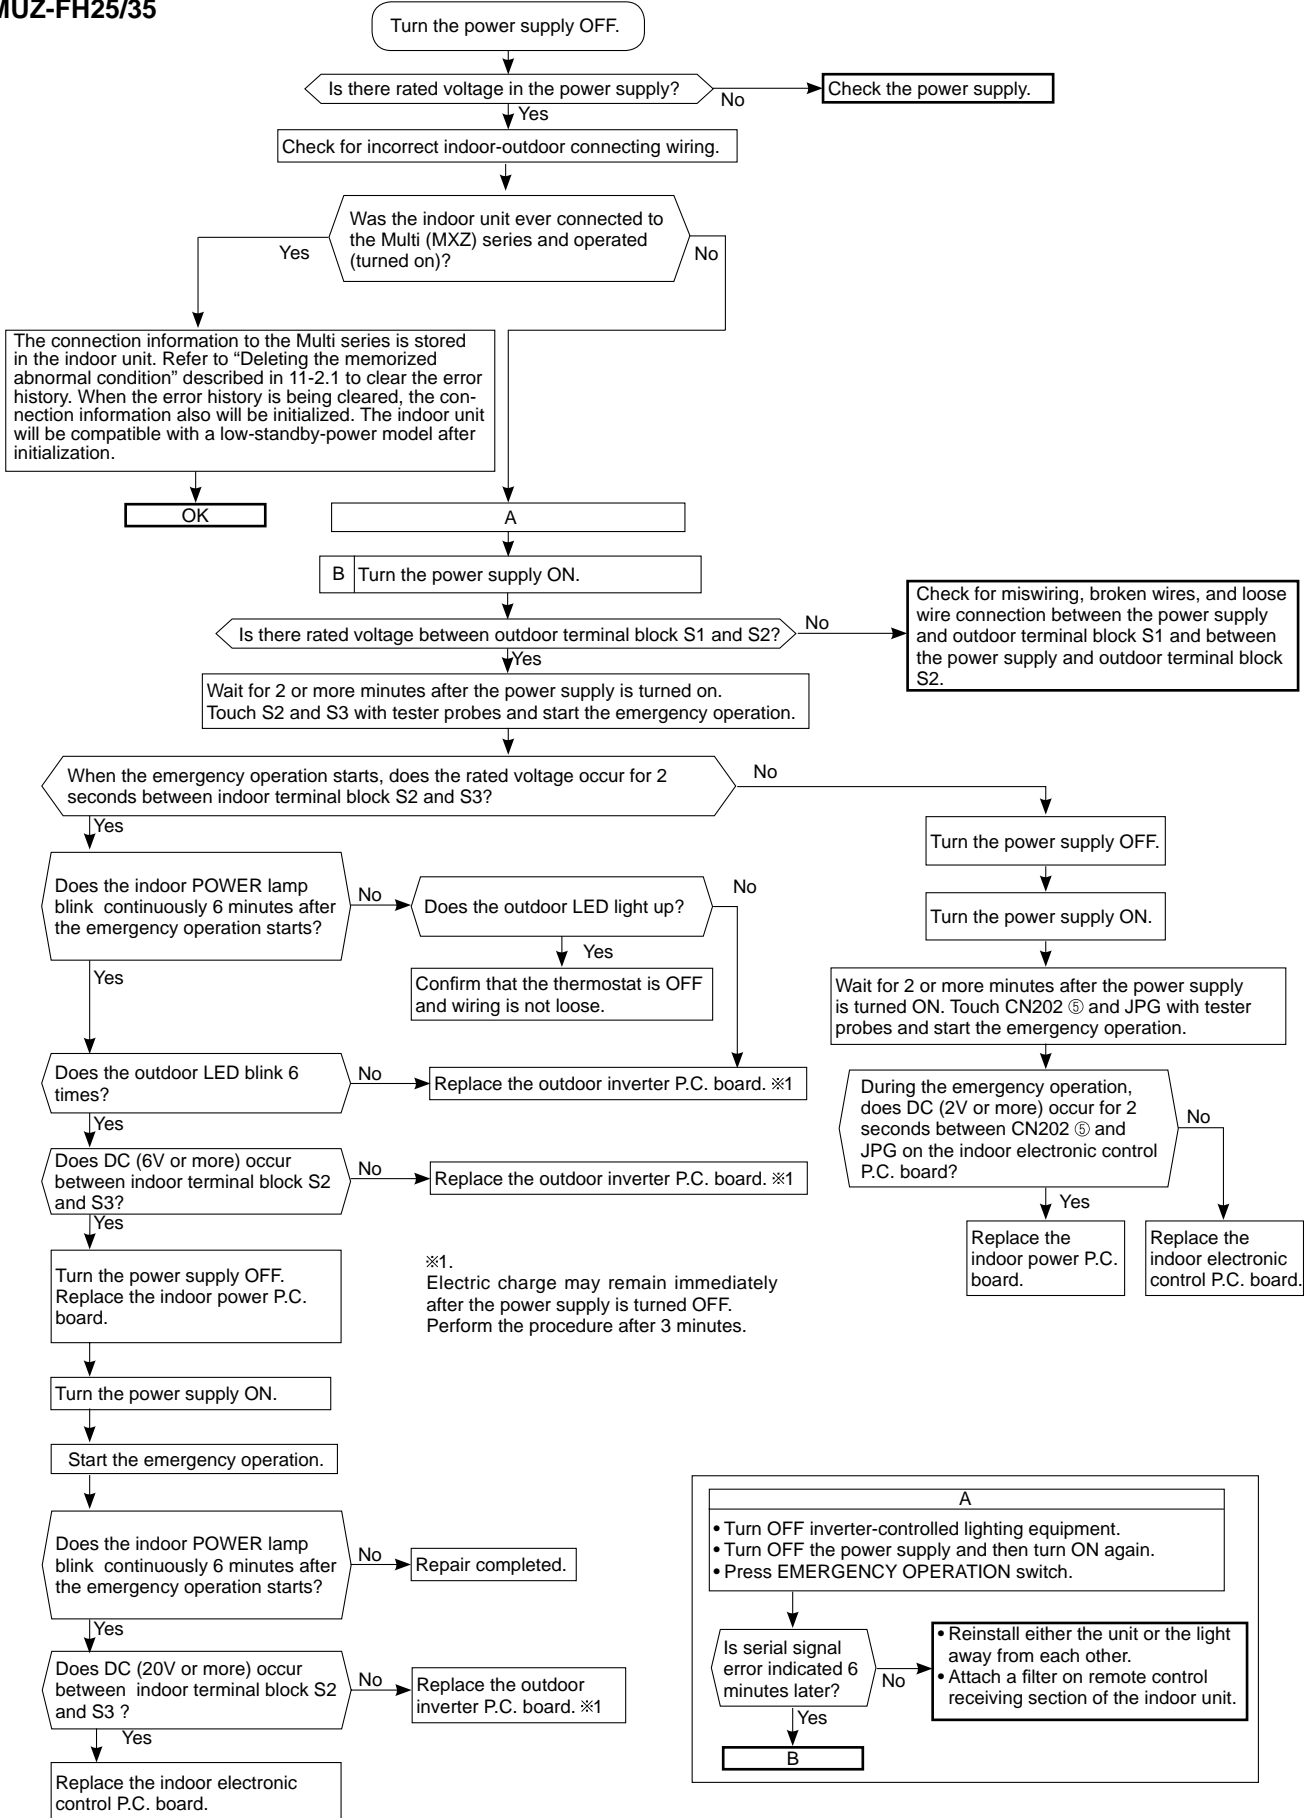 MUZ-FH25/35
Turn the power supply OFF.
Is there rated voltage in the power supply?
No
Check the power supply.
Yes
Check for incorrect indoor-outdoor connecting wiring.
Was the indoor unit ever connected to
the Multi (MXZ) series and operated
(turned on)?
Yes
No
The connection information to the Multi series is stored
in the indoor unit. Refer to “Deleting the memorized
abnormal condition” described in 11-2.1 to clear the error
history. When the error history is being cleared, the con-
nection information also will be initialized. The indoor unit
will be compatible with a low-standby-power model after
initialization.
OK
A
B
Turn the power supply ON.
Is there rated voltage between outdoor terminal block S1 and S2?
No
Check for miswiring, broken wires, and loose
wire connection between the power supply
and outdoor terminal block S1 and between
the power supply and outdoor terminal block
S2.
Yes
Wait for 2 or more minutes after the power supply is turned on.
Touch S2 and S3 with tester probes and start the emergency operation.
When the emergency operation starts, does the rated voltage occur for 2
seconds between indoor terminal block S2 and S3?
No
Yes
Turn the power supply OFF.
Turn the power supply ON.
Wait for 2 or more minutes after the power supply
is turned ON. Touch CN202 ⑤ and JPG with tester
probes and start the emergency operation.
During the emergency operation,
does DC (2V or more) occur for 2
seconds between CN202 ⑤ and
JPG on the indoor electronic control
P.C. board?
No
Yes
Replace the
indoor power P.C.
board.
Replace the
indoor electronic
control P.C. board.
Does the indoor POWER lamp
blink continuously 6 minutes after
the emergency operation starts?
No
Does the outdoor LED light up?
No
Yes
Confirm that the thermostat is OFF
and wiring is not loose.
Yes
Does the outdoor LED blink 6
times?
No
Replace the outdoor inverter P.C. board. ※1
Yes
Does DC (6V or more) occur
between indoor terminal block S2
and S3?
No
Replace the outdoor inverter P.C. board. ※1
Yes
Turn the power supply OFF.
Replace the indoor power P.C.
board.
※1.
Electric charge may remain immediately
after the power supply is turned OFF.
Perform the procedure after 3 minutes.
Turn the power supply ON.
Start the emergency operation.
Does the indoor POWER lamp
blink continuously 6 minutes after
the emergency operation starts?
No
Repair completed.
Yes
Does DC (20V or more) occur
between indoor terminal block S2
and S3 ?
No
Replace the outdoor
inverter P.C. board. ※1
Yes
Replace the indoor electronic
control P.C. board.
A
• Turn OFF inverter-controlled lighting equipment.
• Turn OFF the power supply and then turn ON again.
• Press EMERGENCY OPERATION switch.
Is serial signal
error indicated 6
minutes later?
No
• Reinstall either the unit or the light
away from each other.
• Attach a filter on remote control
receiving section of the indoor unit.
Yes
B